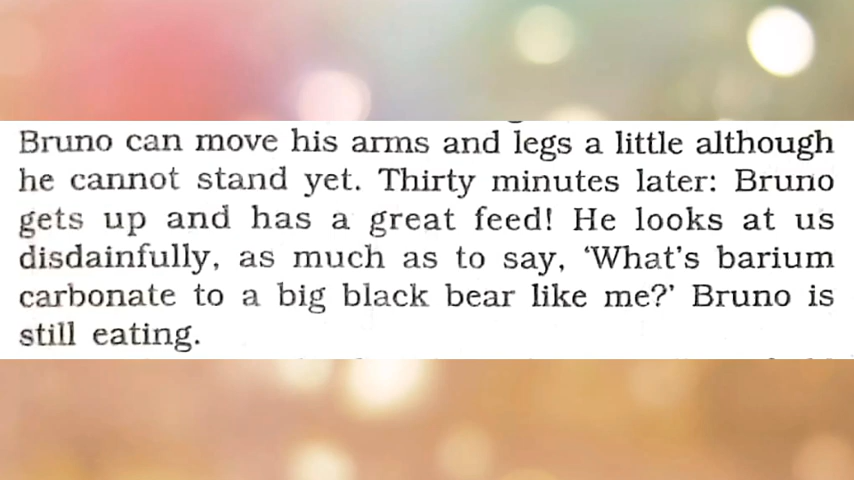 Bruno can move his arms and legs a little although
he cannot stand yet. Thirty minutes later: Bruno
gets up and has a great feed! He looks at us
disdainfully, as much as to say, ‘What’s barium
carbonate to a big black bear like me?’ Bruno is
still eating.